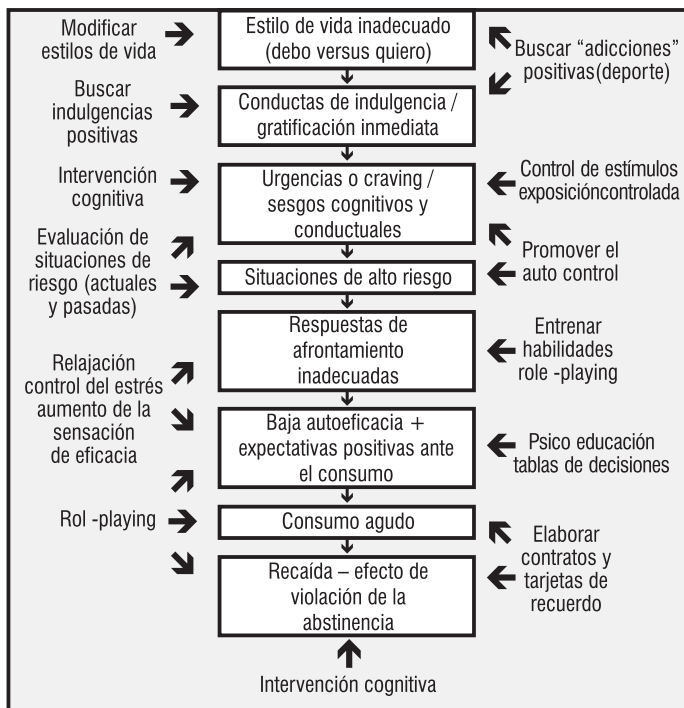 Modificar
estilos de vida
Estilo de vida inadecuado
(debo versus quiero)
Buscar “adicciones”
positivas(deporte)
Buscar
indulgencias
positivas
Conductas de indulgencia /
gratificación inmediata
Intervención
cognitiva
Urgencias o craving /
sesgos cognitivos y
conductuales
Control de estímulos
exposicióncontrolada
Evaluación de
situaciones de
riesgo (actuales
y pasadas)
Situaciones de alto riesgo
Promover el
auto control
Respuestas de
afrontamiento
inadecuadas
Entrenar
habilidades
role -playing
Relajación
control del estrés
aumento de la
sensación
de eficacia
Baja autoeficacia +
expectativas positivas ante
el consumo
Psico educación
tablas de decisiones
Rol -playing
Consumo agudo
Elaborar
contratos y
tarjetas de
recuerdo
Recaída – efecto de
violación de la
abstinencia
Intervención cognitiva